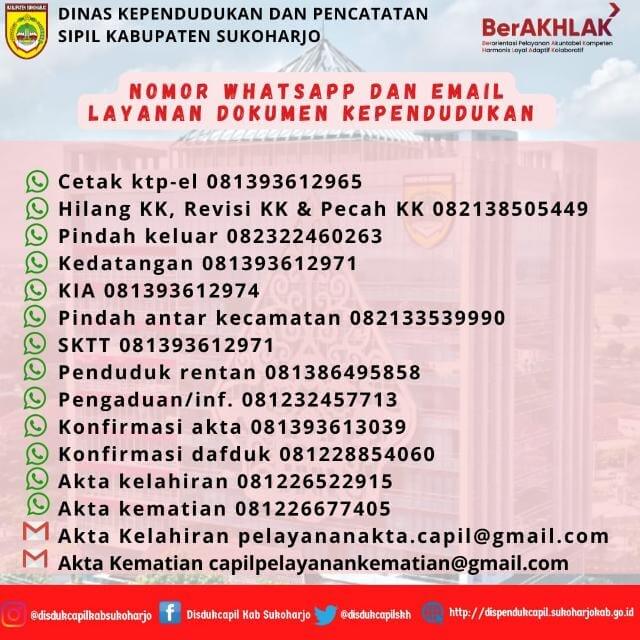 DINAS KEPENDUDUKAN DAN PENCATATAN
SIPIL KABUPATEN SUKOHARJO
KABUPATEN SUKOHARJO
BerAKHLAK
Berorientasi Pelayanan Akuntabel Kompeten
Harmonis Loyal Adaptif Kolaboratif
NOMOR WHATSAPP DAN EMAIL
LAYANAN DOKUMEN KEPENDUDUKAN
Cetak ktp-el 081393612965
Hilang KK, Revisi KK & Pecah KK 082138505449
Pindah keluar 082322460263
Kedatangan 081393612971
KIA 081393612974
Pindah antar kecamatan 082133539990
SKTT 081393612971
Penduduk rentan 081386495858
Pengaduan/inf. 081232457713
Konfirmasi akta 081393613039
Konfirmasi dafduk 081228854060
Akta kelahiran 081226522915
Akta kematian 081226677405
Akta Kelahiran pelayananakta.capil@gmail.com
Akta Kematian capilpelayanankematian@gmail.com
@disdukcapilkabsukoharjo Disdukcapil Kab Sukoharjo @disdukcapilskh http://dispendukcapil.sukoharjokab.go.id